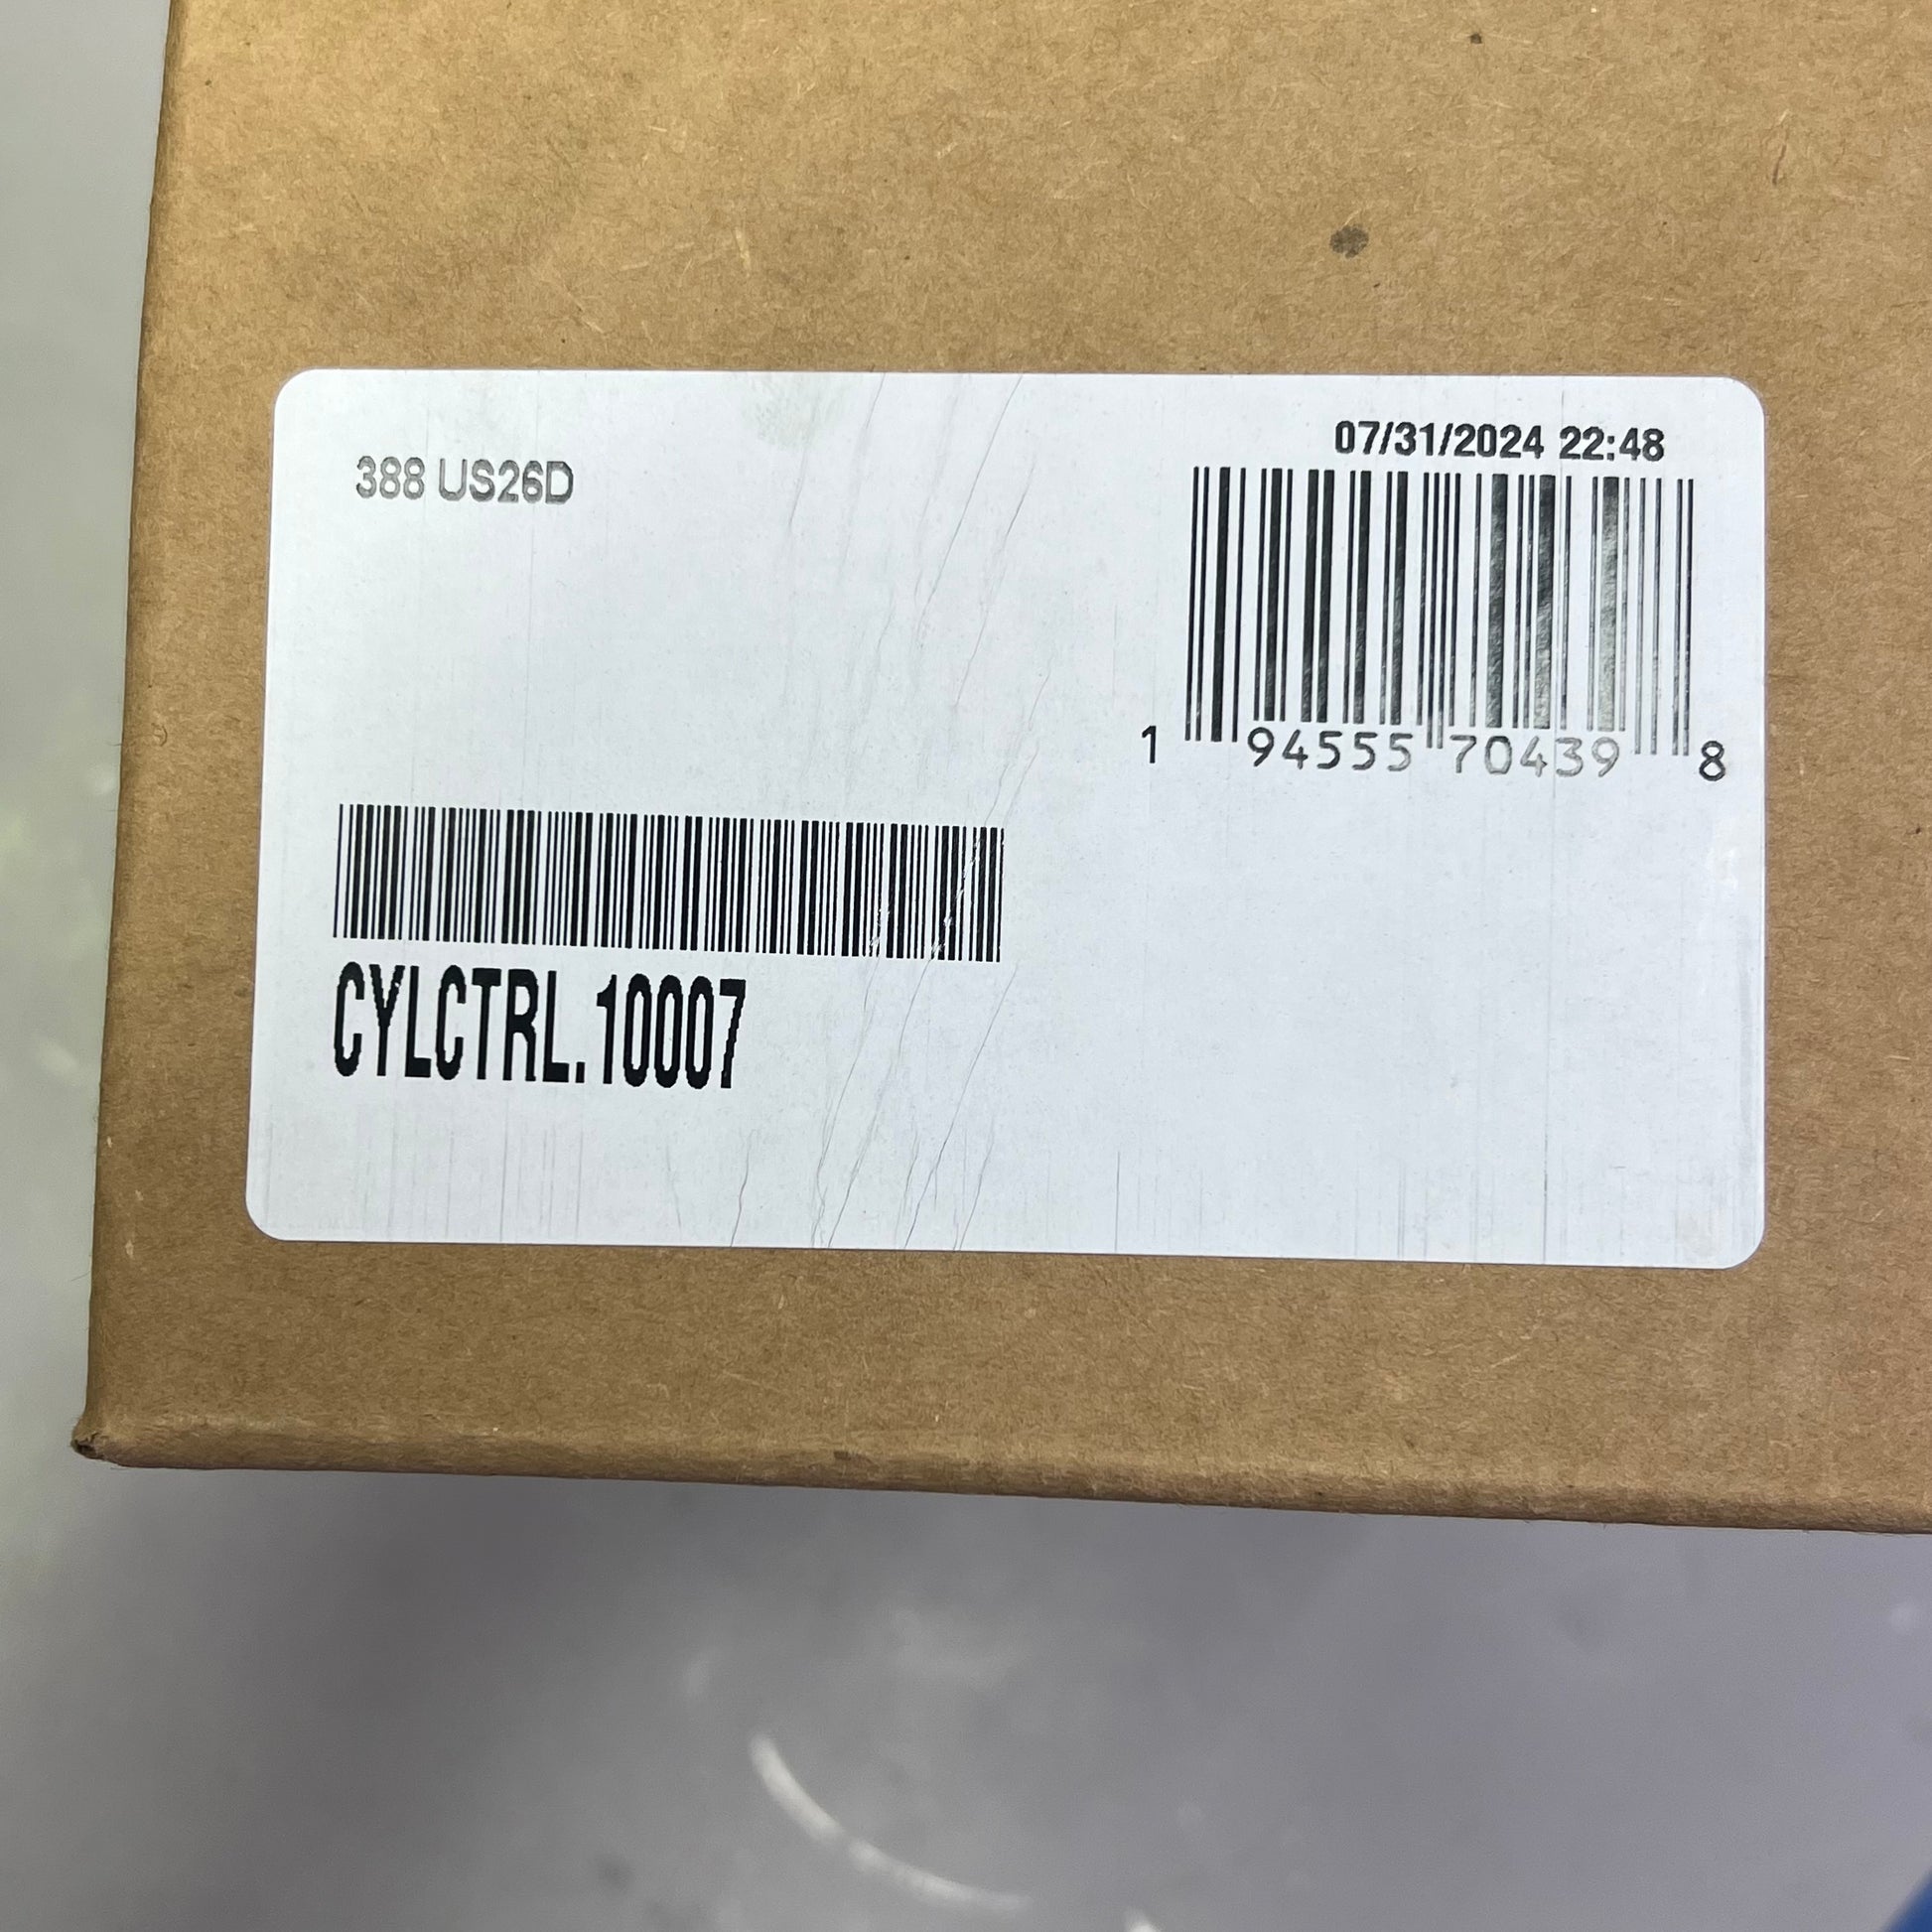 388 US26D
07/31/2024 22:48
1 94555 70439 8
CYLCTRL.10007